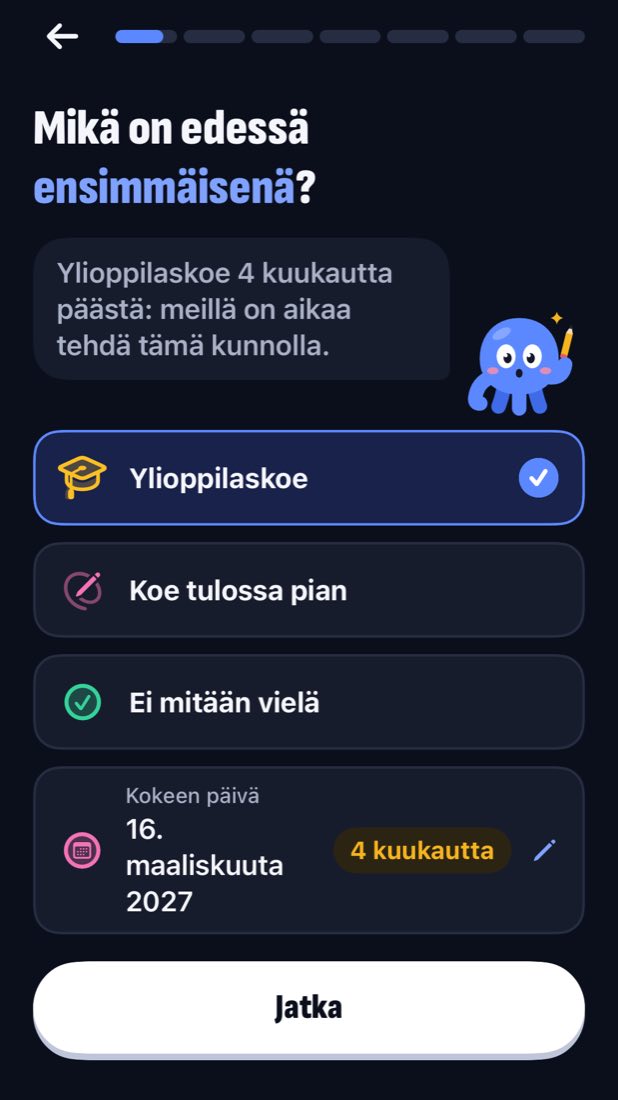 Mikä on edessä
ensimmäisenä?
Ylioppilaskoe 4 kuukautta
päästä: meillä on aikaa
tehdä tämä kunnolla.
Ylioppilaskoe
Koe tulossa pian
Ei mitään vielä
Kokeen päivä
16.
maaliskuuta
2027
4 kuukautta
Jatka